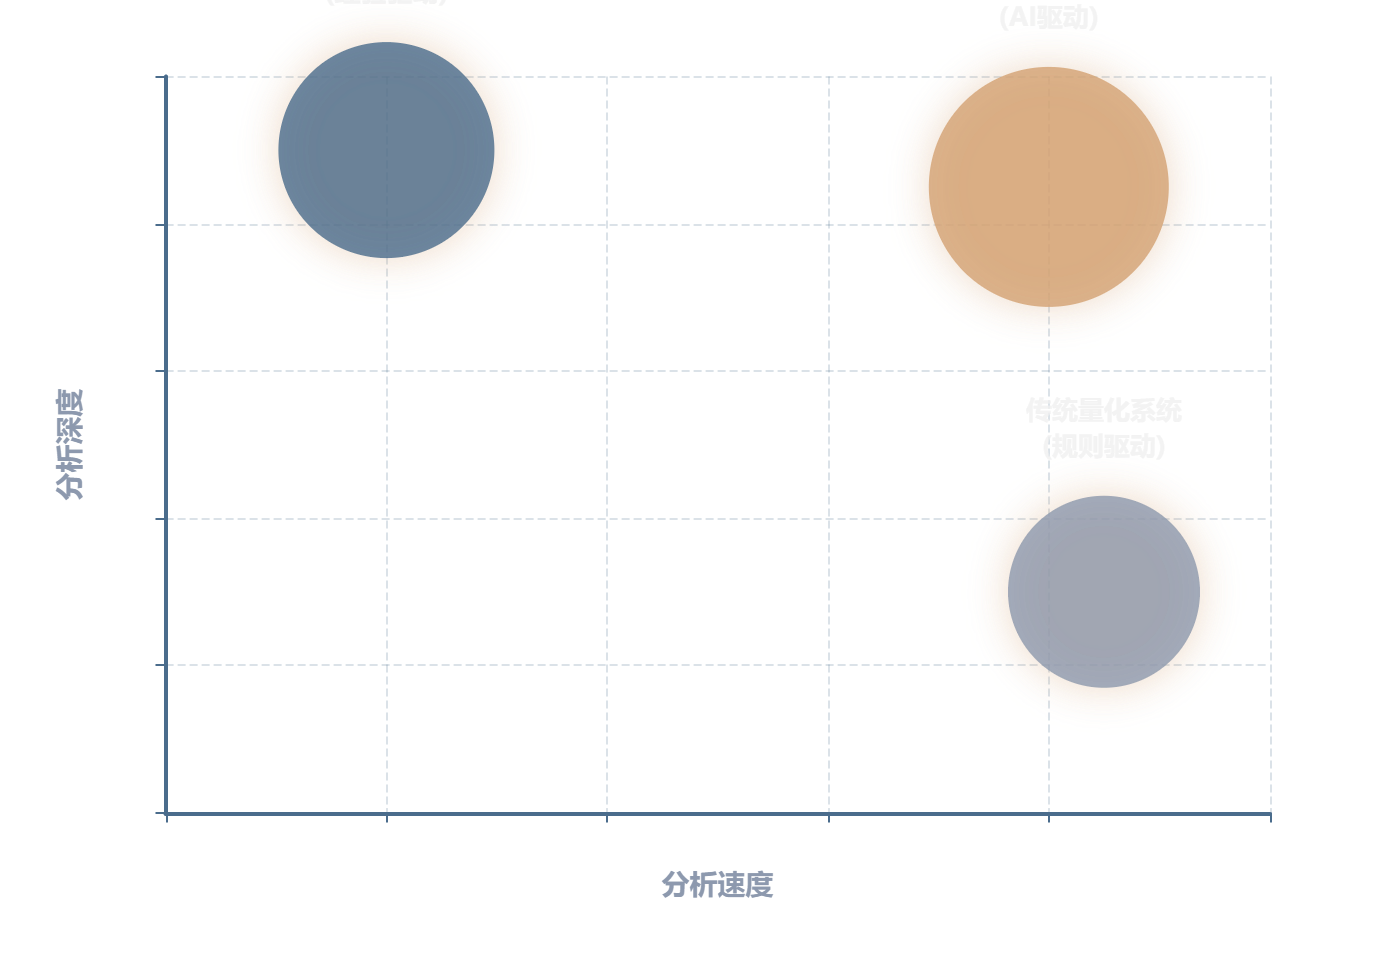 (AI驱动)
传统量化系统
(规则驱动)
分析深度
分析速度